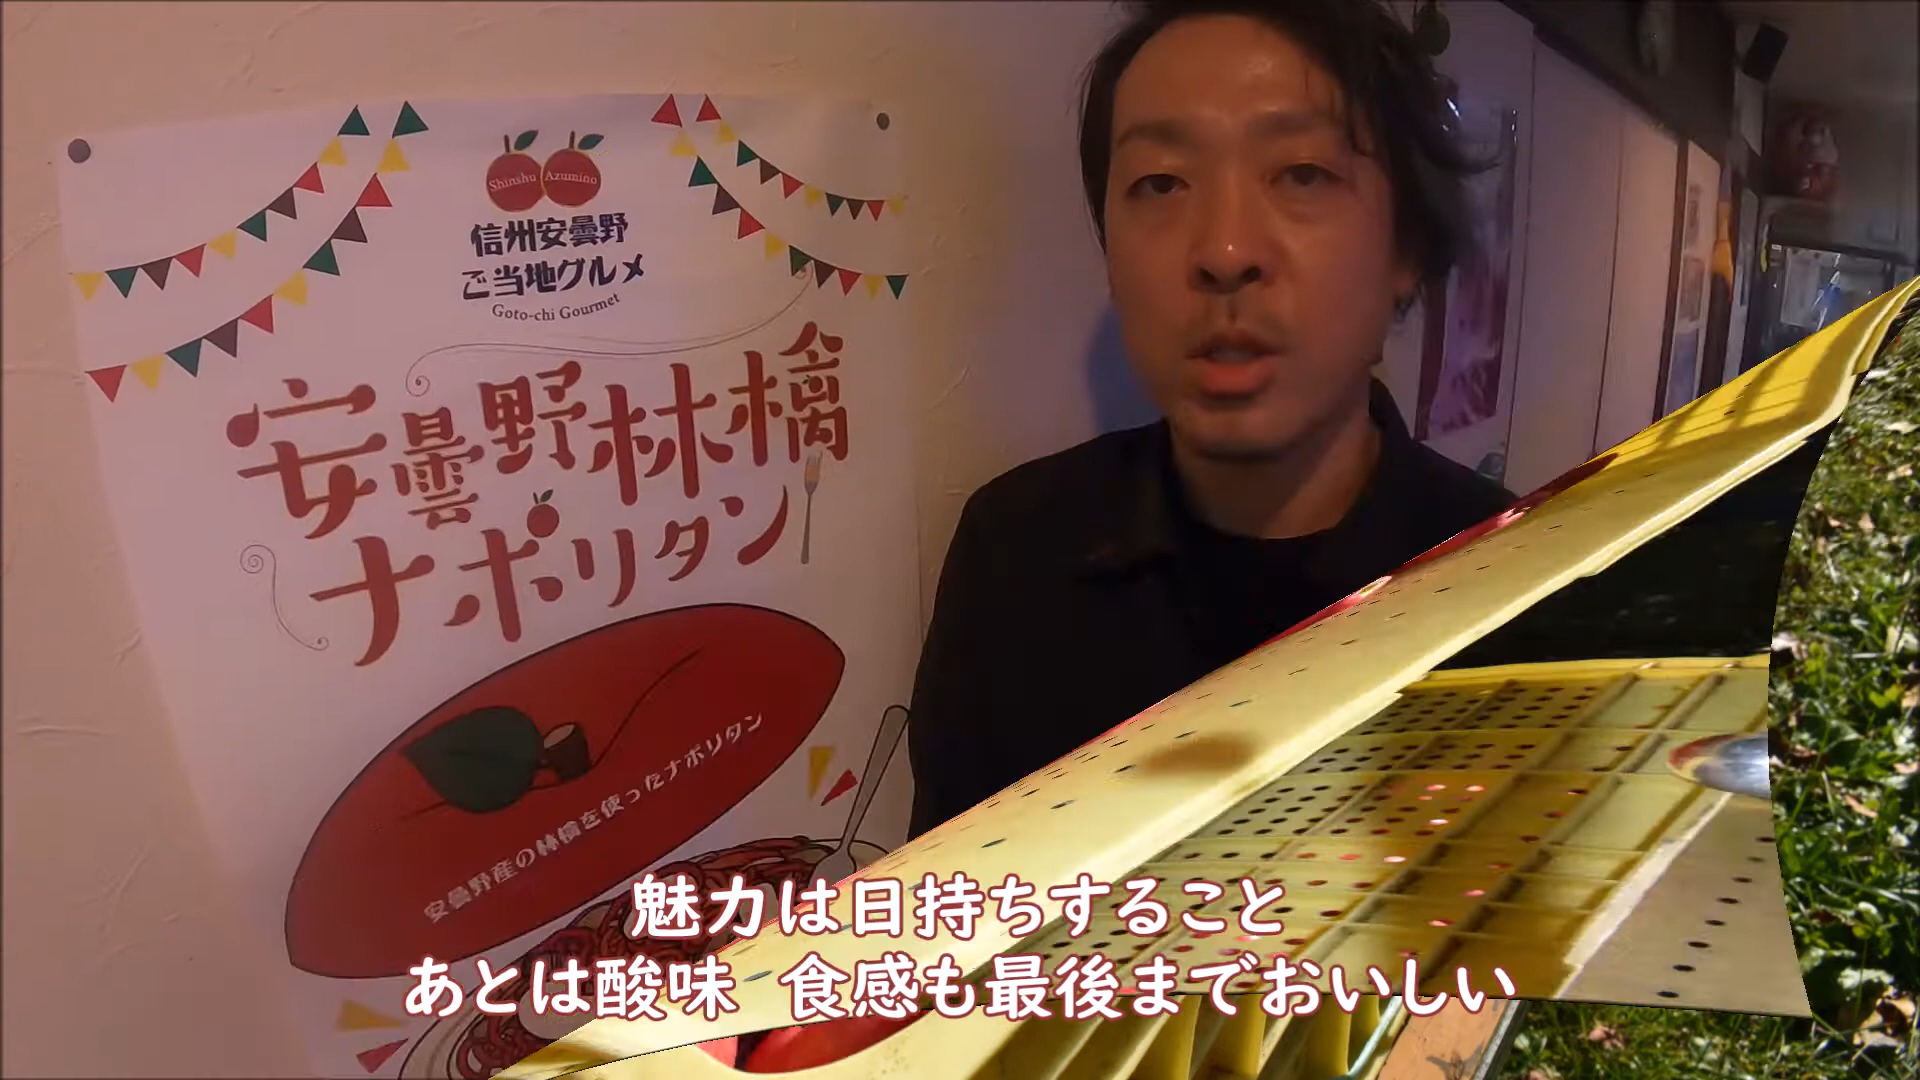 Shinshu Azumino
信州安曇野
ご当地グルメ
Goto-chi Gourmet
安曇野林檎
ナポリタン
安曇野産の林檎を使ったナポリタン
魅力は日持ちすること
あとは酸味 食感も最後までおいしい